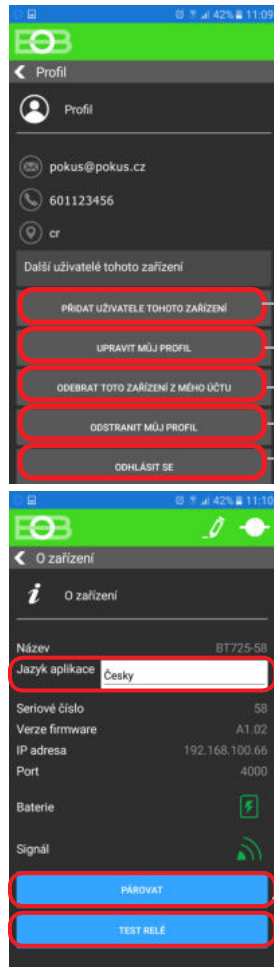 42% 11:09
EOB
Profil
Profil
pokus@pokus.cz
601123456
cr
Další uživatelé tohoto zařízení
PŘIDAT UŽIVATELE TOHOTO ZAŘÍZENÍ
UPRAVIT MŮJ PROFIL
ODEBRAT TOTO ZAŘÍZENÍ Z MÉHO ÚČTU
ODSTRANIT MŮJ PROFIL
ODHLÁSIT SE
42% 11:10
EOB
O zařízení
i O zařízení
Název BT725-58
Jazyk aplikace Česky
Seriové číslo 58
Verze firmware A1.02
IP adresa 192.168.100.66
Port 4000
Baterie
Signál
PÁROVAT
TEST RELÉ